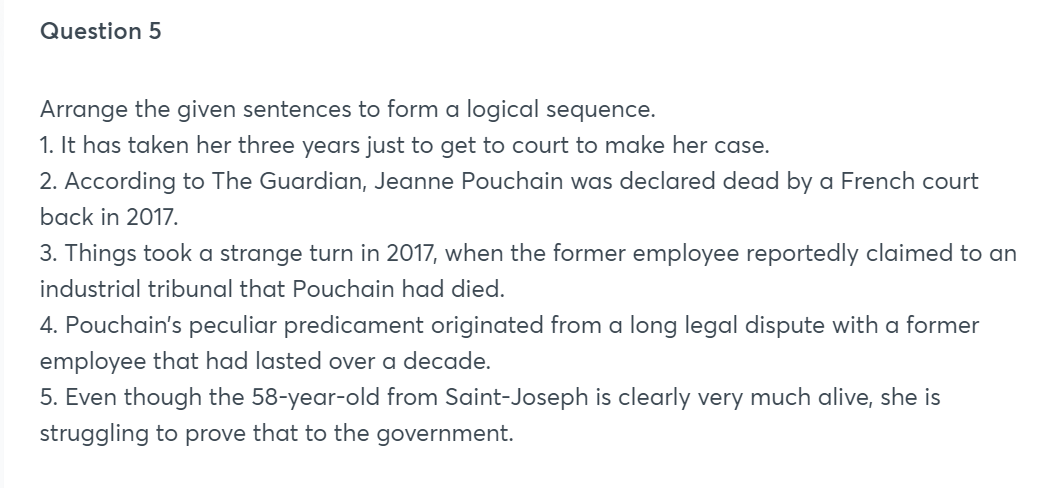 Question 5
Arrange the given sentences to form a logical sequence.
1. It has taken her three years just to get to court to make her case.
2. According to The Guardian, Jeanne Pouchain was declared dead by a French court
back in 2017.
3. Things took a strange turn in 2017, when the former employee reportedly claimed to an
industrial tribunal that Pouchain had died.
4. Pouchain's peculiar predicament originated from a long legal dispute with a former
employee that had lasted over a decade.
5. Even though the 58-year-old from Saint-Joseph is clearly very much alive, she is
struggling to prove that to the government.